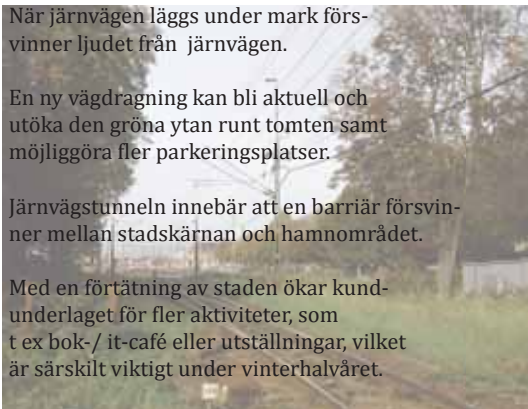 När järnvägen läggs under mark förs-
vinner ljudet från järnvägen.
En ny vägdragning kan bli aktuell och
utöka den gröna ytan runt tomten samt
möjliggöra fler parkeringsplatser.
Järnvägstunneln innebär att en barriär försvin-
ner mellan stadskärnan och hamnområdet.
Med en förtätning av staden ökar kund-
underlaget för fler aktiviteter, som
t ex bok-/ it-café eller utställningar, vilket
är särskilt viktigt under vinterhalvåret.